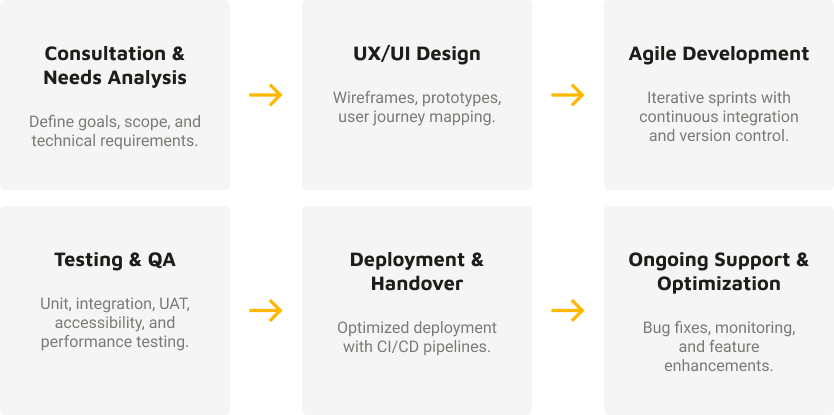 Consultation &
Needs Analysis
Define goals, scope, and
technical requirements.
UX/UI Design
Wireframes, prototypes,
user journey mapping.
Agile Development
Iterative sprints with
continuous integration
and version control.
Testing & QA
Unit, integration, UAT,
accessibility, and
performance testing.
Deployment &
Handover
Optimized deployment
with CI/CD pipelines.
Ongoing Support &
Optimization
Bug fixes, monitoring,
and feature
enhancements.